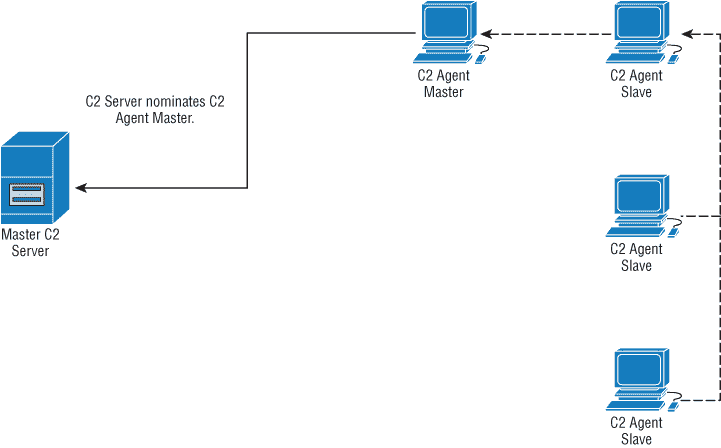 C2 Agent
Master
C2 Agent
Slave
C2 Server nominates C2
Agent Master.
Master C2
Server
C2 Agent
Slave
C2 Agent
Slave